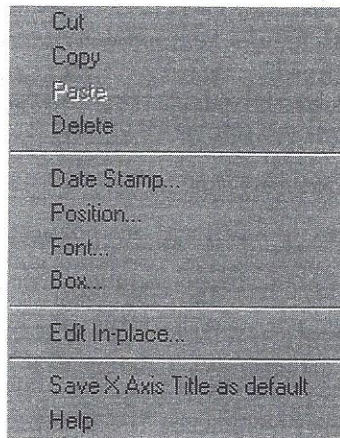 Cut
Copy
Paste
Delete
Date Stamp...
Position...
Font...
Box...
Edit In-place...
Save X Axis Title as default
Help